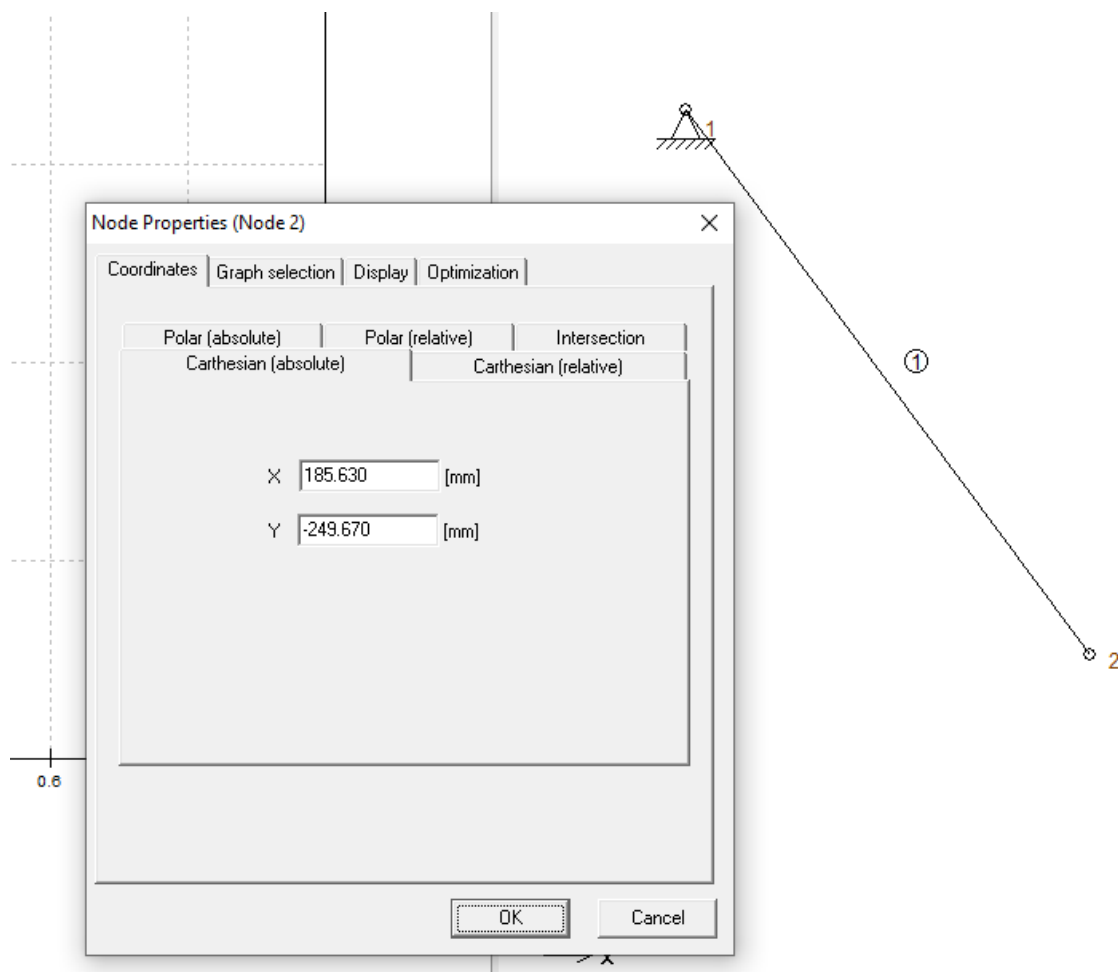 1
Node Properties (Node 2)
Coordinates Graph selection Display Optimization
Polar (absolute) Polar (relative) Intersection
Carthesian (absolute) Carthesian (relative)
1
X 185.630 [mm]
Y -249.670 [mm]
2
0.6
OK Cancel
X